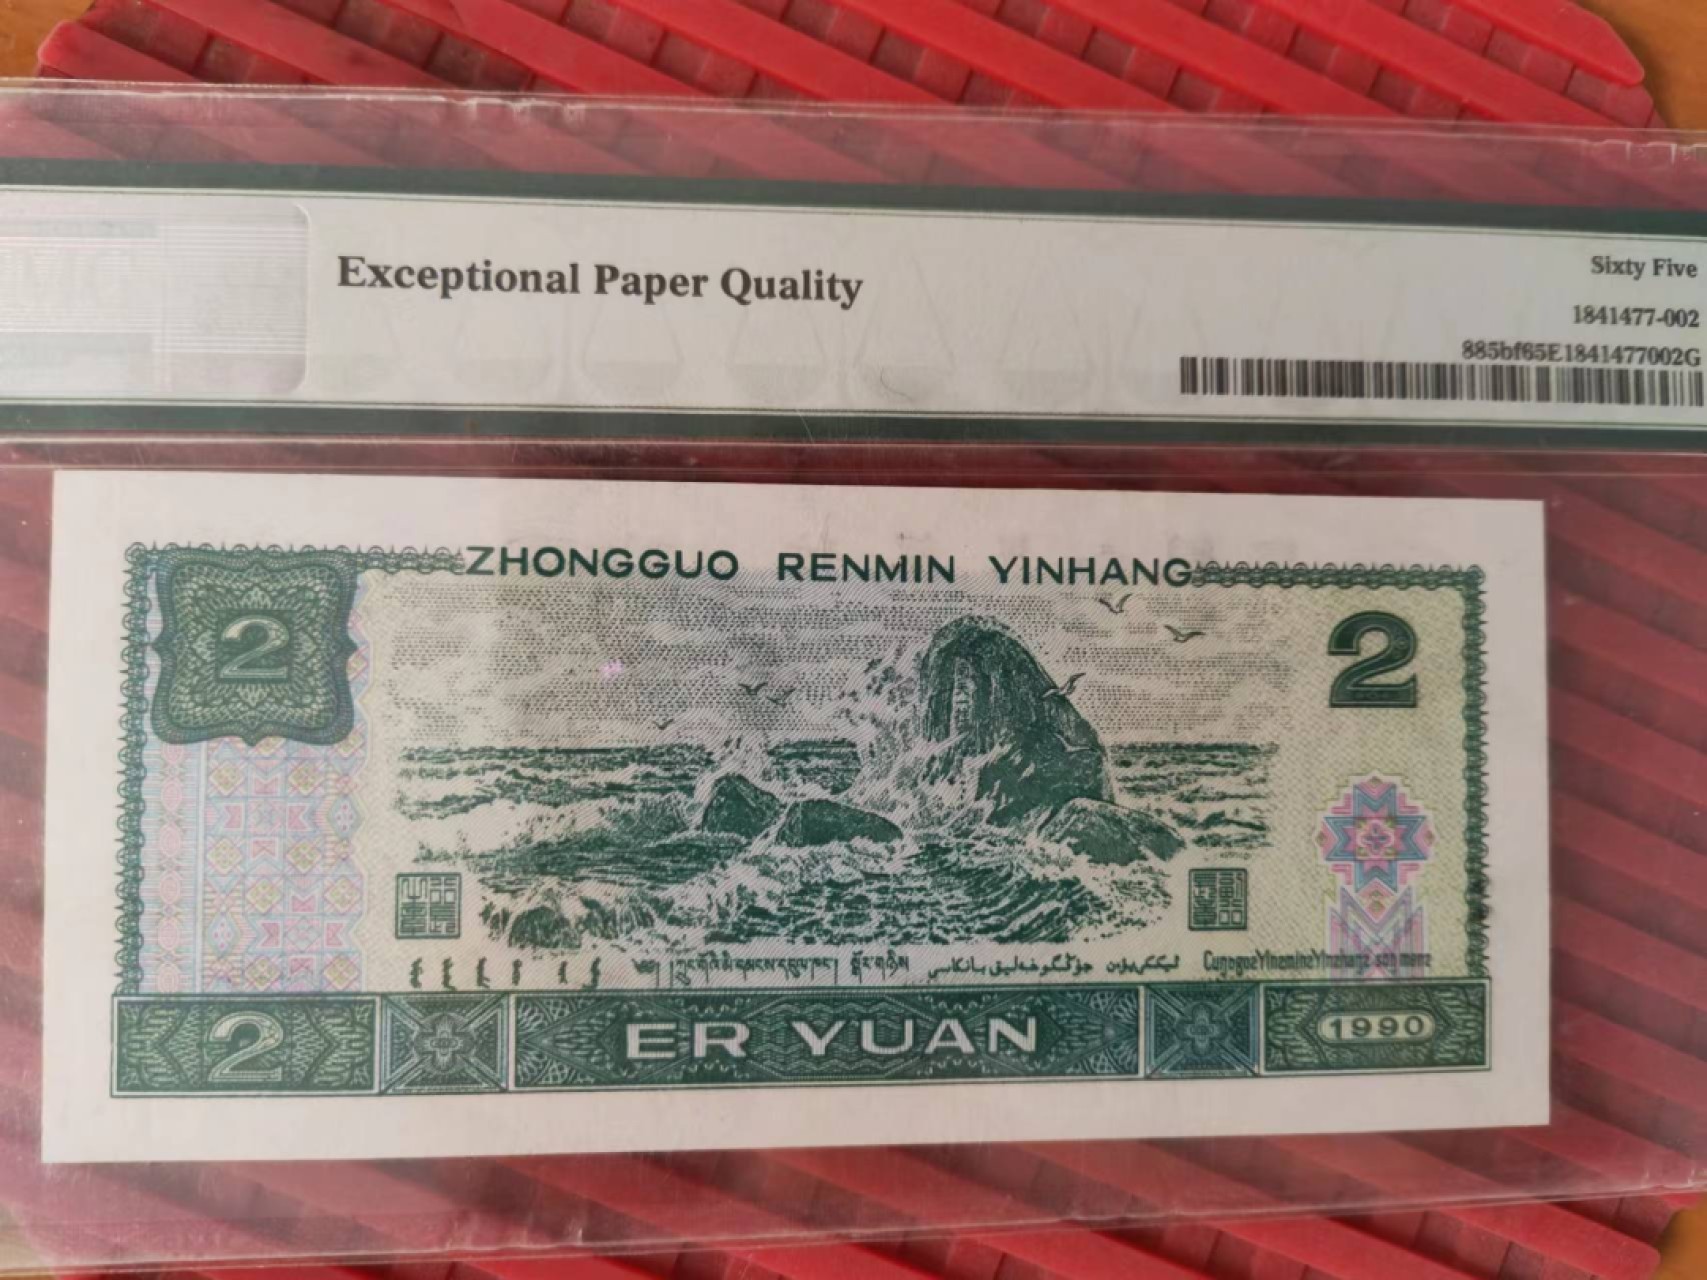 Exceptional Paper Quality
Sixty Five
1841477-002
885bf65E1841477002G
ZHONGGUO RENMIN YINHANG
2
2
2
ER YUAN
1990